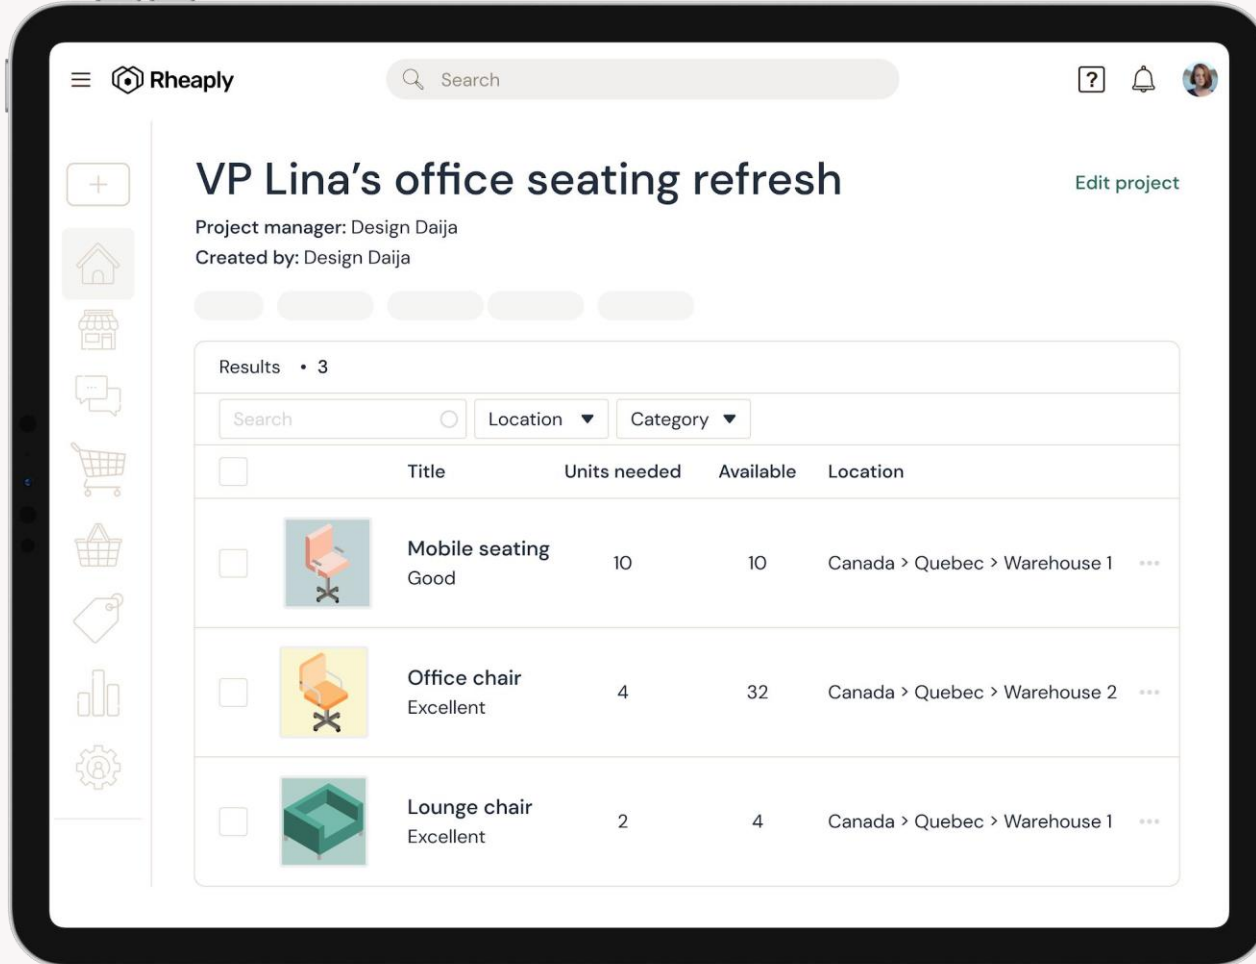 Rheaply
Search
?
VP Lina's office seating refresh
Edit project
Project manager: Design Daija
Created by: Design Daija
Results • 3
Search
Location
Category
Title
Units needed
Available
Location
Mobile seating
Good
10
10
Canada > Quebec > Warehouse 1
Office chair
Excellent
4
32
Canada > Quebec > Warehouse 2
Lounge chair
Excellent
2
4
Canada > Quebec > Warehouse 1